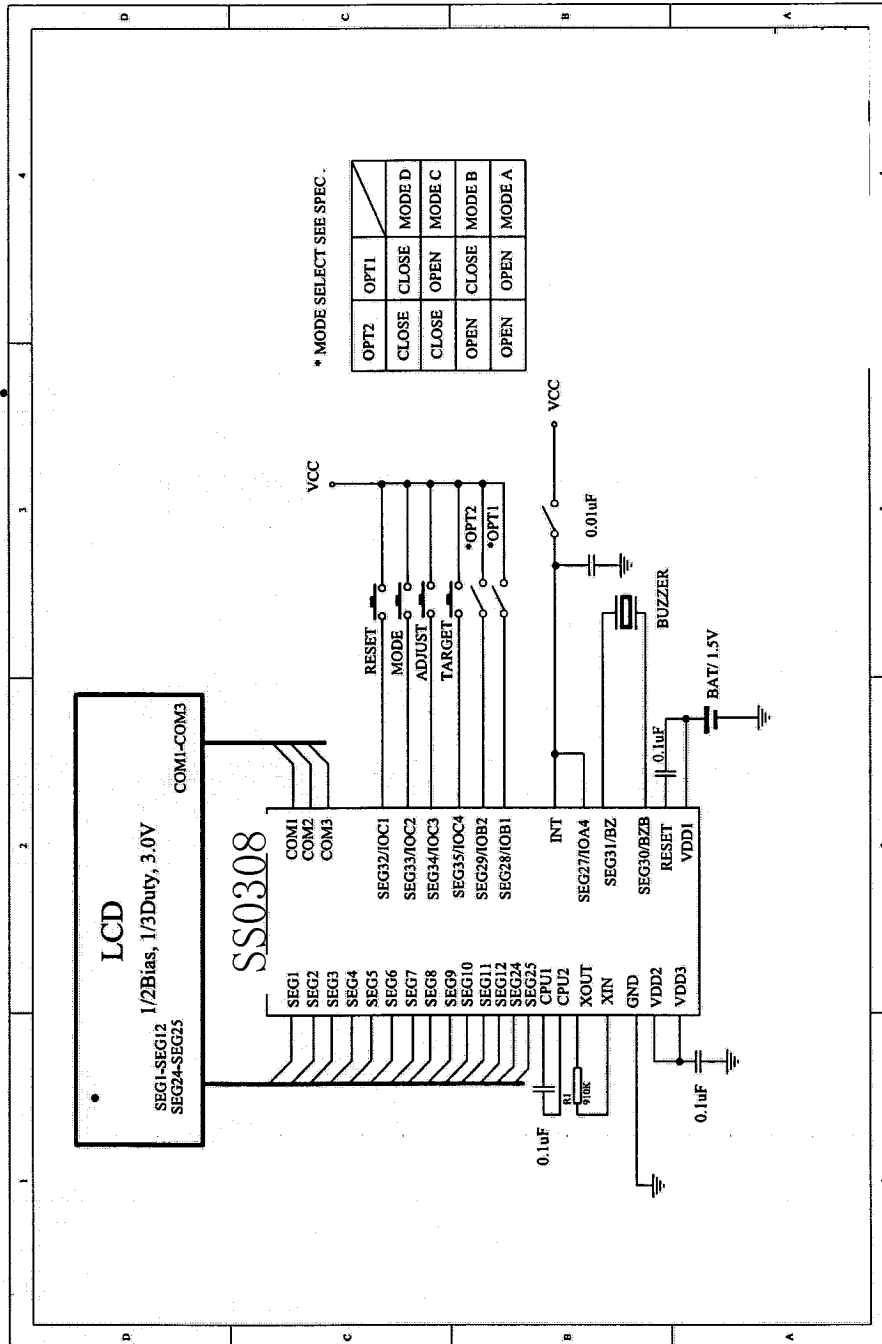 4
3
2
1
D
C
B
A
D
C
B
A
LCD
1/2Bias, 1/3Duty, 3.0V
SEG1-SEG12
SEG24-SEG25
COM1-COM3
SS0308
SEG1
SEG2
SEG3
SEG4
SEG5
SEG6
SEG7
SEG8
SEG9
SEG10
SEG11
SEG12
SEG24
SEG25
CPU1
CPU2
XOUT
XIN
GND
VDD2
VDD3
COM1
COM2
COM3
SEG32/IOC1
SEG33/IOC2
SEG34/IOC3
SEG35/IOC4
SEG29/IOB2
SEG28/IOB1
INT
SEG27/IOA4
SEG31/BZ
SEG30/BZB
RESET
VDD1
0.1uF
R1
910K
0.1uF
RESET
MODE
ADJUST
TARGET
*OPT2
*OPT1
VCC
VCC
0.01uF
BUZZER
0.1uF
BAT/ 1.5V
* MODE SELECT SEE SPEC.
OPT2 OPT1
CLOSE CLOSE MODE D
CLOSE OPEN MODE C
OPEN CLOSE MODE B
OPEN OPEN MODE A